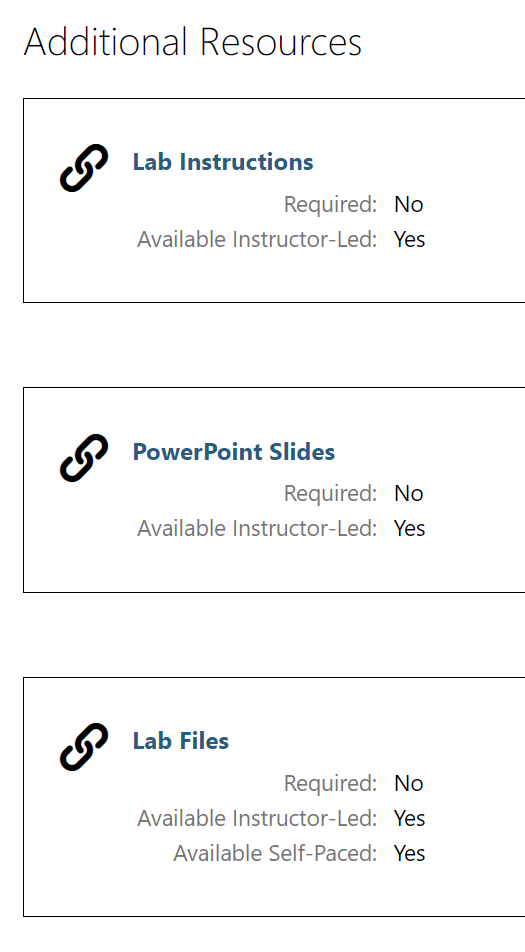 Additional Resources
Lab Instructions
Required: No
Available Instructor-Led: Yes
PowerPoint Slides
Required: No
Available Instructor-Led: Yes
Lab Files
Required: No
Available Instructor-Led: Yes
Available Self-Paced: Yes